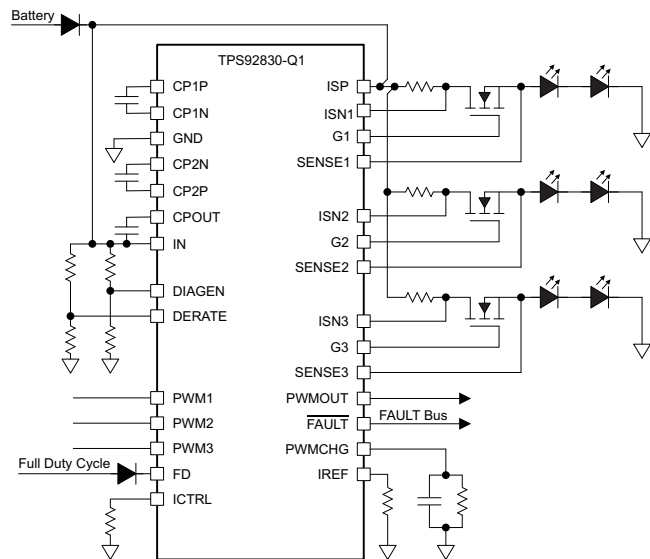 Battery
TPS92830-Q1
CP1P
CP1N
GND
CP2N
CP2P
CPOUT
IN
DIAGEN
DERATE
PWM1
PWM2
PWM3
Full Duty Cycle
FD
ICTRL
ISP
ISN1
G1
SENSE1
ISN2
G2
SENSE2
ISN3
G3
SENSE3
PWMOUT
FAULT
FAULT Bus
PWMCHG
IREF